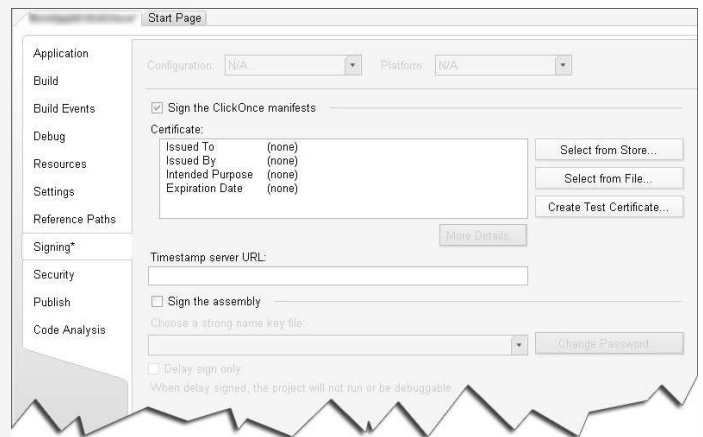 Start Page
Application
Build
Build Events
Debug
Resources
Settings
Reference Paths
Signing*
Security
Publish
Code Analysis
Configuration: N/A Platform: N/A
Sign the ClickOnce manifests
Certificate:
Issued To (none)
Issued By (none)
Intended Purpose (none)
Expiration Date (none)
Select from Store...
Select from File...
Create Test Certificate...
More Details...
Timestamp server URL:
Sign the assembly
Choose a strong name key file:
Change Password...
Delay sign only
When delay signed, the project will not run or be debuggable.